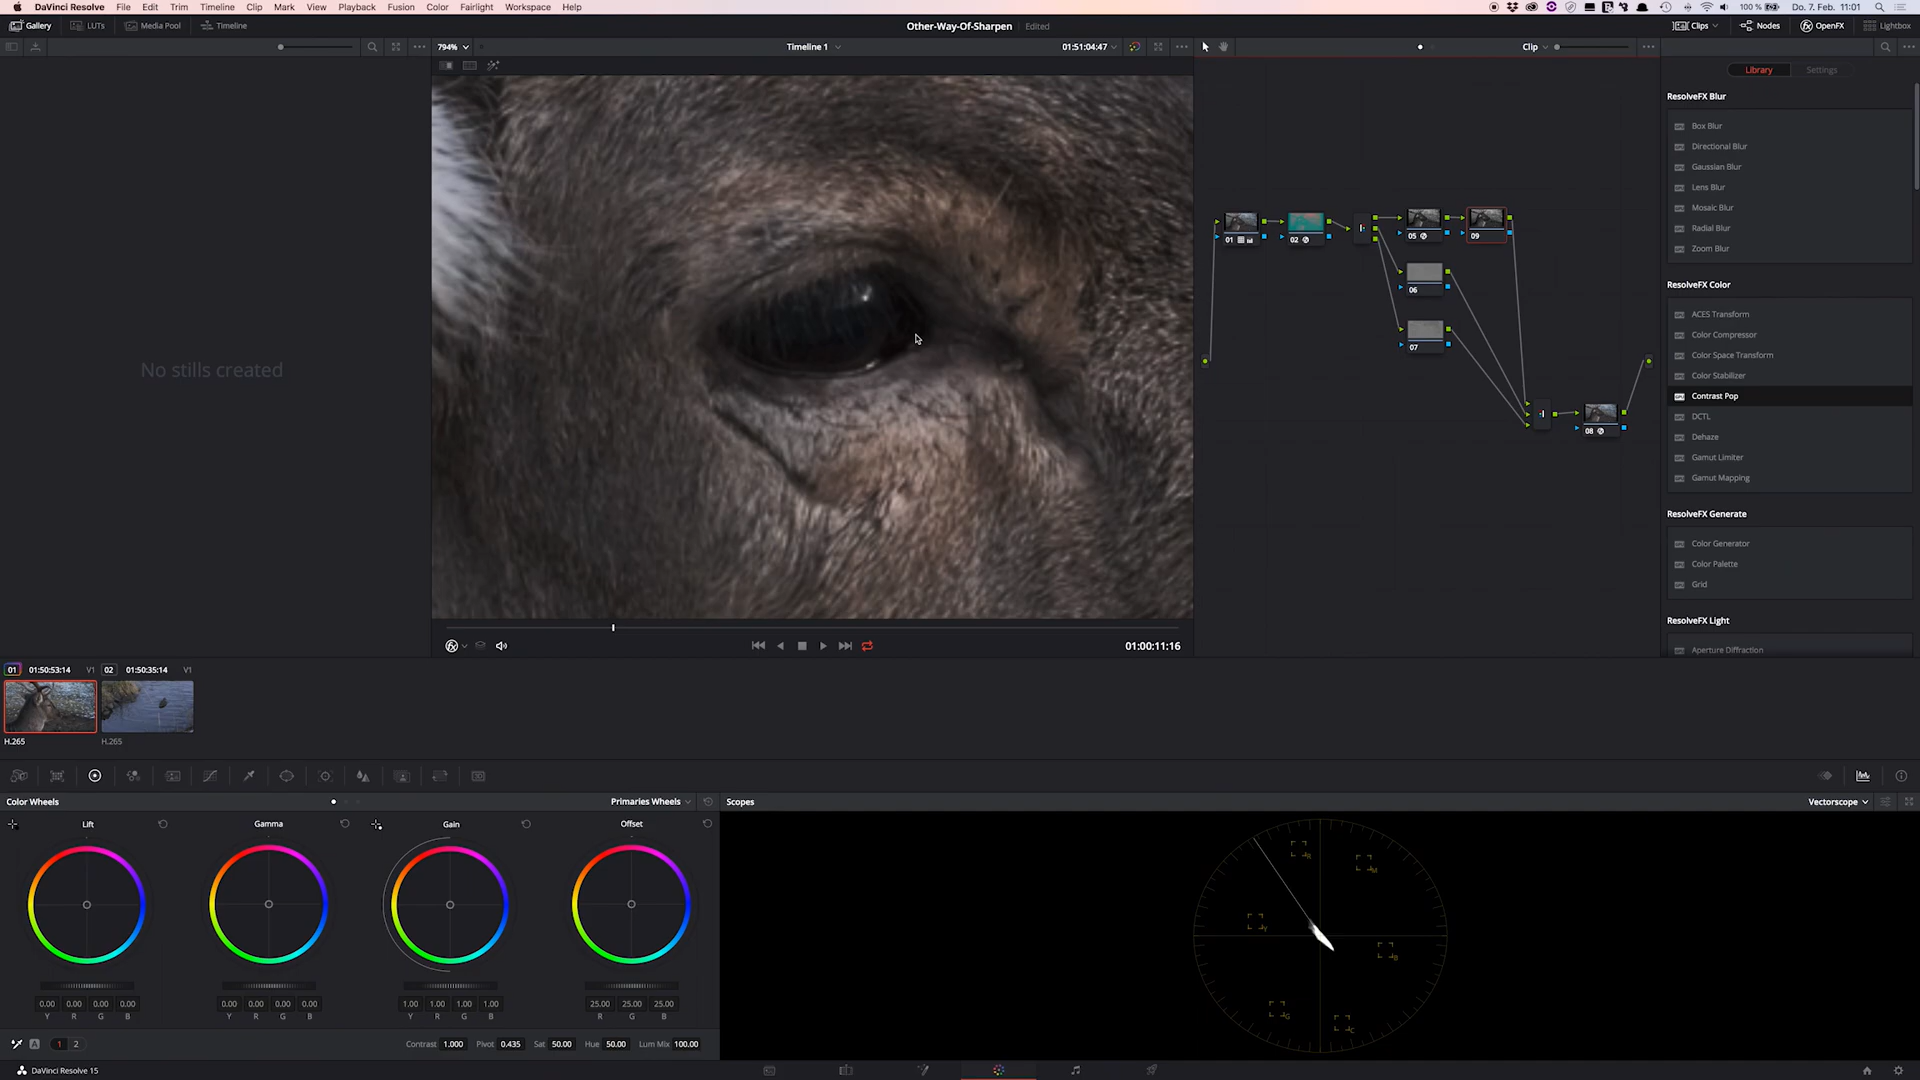 DaVinci Resolve File Edit Trim Timeline Clip Mark View Playback Fusion Color Fairlight Workspace Help 100 % Do. 7. Feb. 11:01
Gallery LUTs Media Pool Timeline Other-Way-Of-Sharpen Edited Clips Nodes OpenFX Lightbox
794% Timeline 1 01:51:04:47 Clip
Library Settings
ResolveFX Blur
Box Blur
Directional Blur
Gaussian Blur
Lens Blur
Mosaic Blur
Radial Blur
Zoom Blur
ResolveFX Color
ACES Transform
Color Compressor
Color Space Transform
Color Stabilizer
Contrast Pop
DCTL
Dehaze
Gamut Limiter
Gamut Mapping
ResolveFX Generate
Color Generator
Color Palette
Grid
ResolveFX Light
Aperture Diffraction
No stills created
01 02 05 09
06
07
08
01:00:11:16
01 01:50:53:14 V1 02 01:50:35:14 V1
H.265 H.265
Color Wheels Primaries Wheels Scopes Vectorscope
Lift Gamma Gain Offset
R M
Y B
G C
0.00 0.00 0.00 0.00 0.00 0.00 0.00 0.00 1.00 1.00 1.00 1.00 25.00 25.00 25.00
Y R G B Y R G B Y R G B R G B
A 1 2 Contrast 1.000 Pivot 0.435 Sat 50.00 Hue 50.00 Lum Mix 100.00
DaVinci Resolve 15